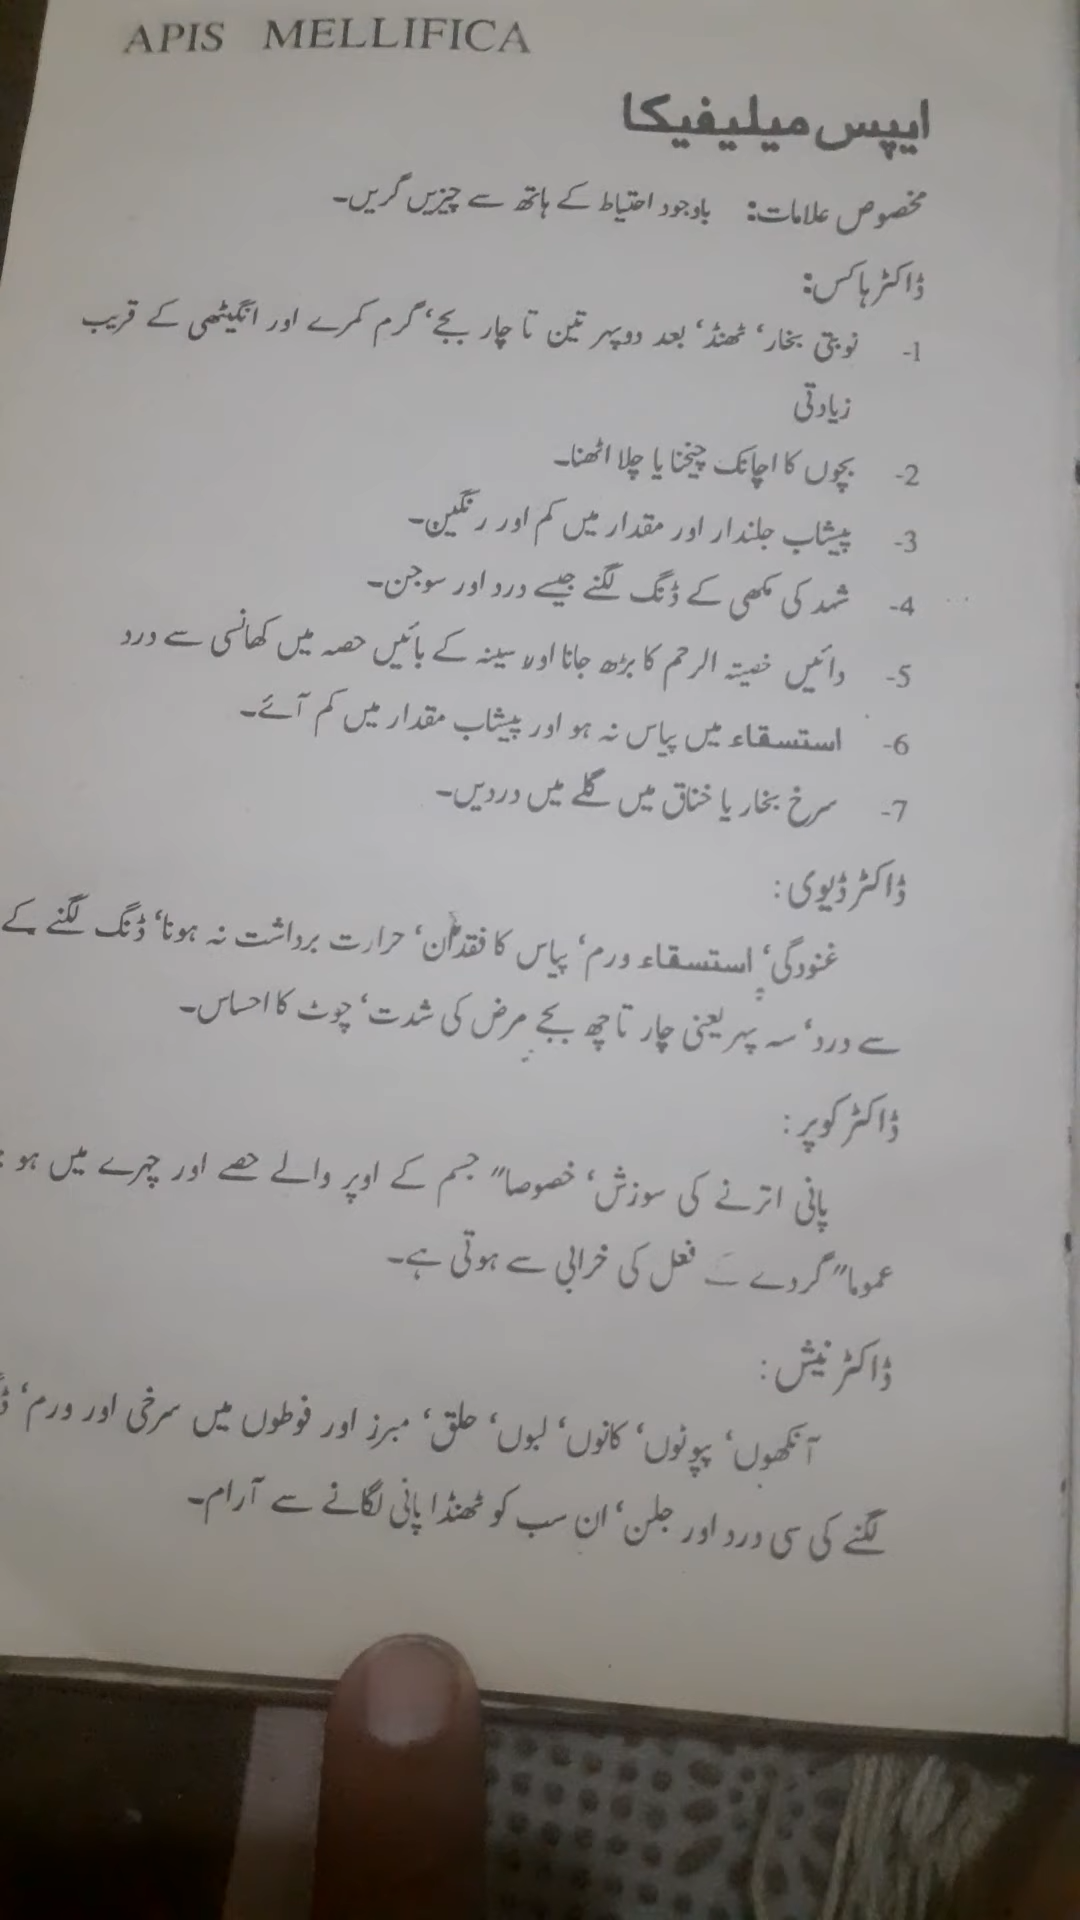 APIS MELLIFICA
ایپس میلیفیکا
مخصوص علامات: باوجود احتیاط کے ہاتھ سے چیزیں گریں۔
ڈاکٹر ہاکس:
1- نوبتی بخار، ٹھنڈ، بعد دوپہر تین تا چار بجے، گرم کمرے اور انگیٹھی کے قریب
زیادتی
2- بچوں کا اچانک چیخنا یا چلا اٹھنا۔
3- پیشاب جلندار اور مقدار میں کم اور رنگین۔
4- شہد کی مکھی کے ڈنگ لگنے جیسے درد اور سوجن۔
5- دائیں خصیتہ الرحم کا بڑھ جانا اور سینہ کے بائیں حصہ میں کھانسی سے درد
6- استسقاء میں پیاس نہ ہو اور پیشاب مقدار میں کم آئے۔
7- سرخ بخار یا خناق میں گلے میں دردیں۔
ڈاکٹر ڈیوی:
غنودگی، استسقاء ورم، پیاس کا فقدان، حرارت برداشت نہ ہونا، ڈنگ لگنے کے
سے درد، سہ پہر یعنی چار تا چھ بجے مرض کی شدت، چوٹ کا احساس۔
ڈاکٹر کوپر:
پانی اترنے کی سوزش، خصوصا" جسم کے اوپر والے حصے اور چہرے میں ہو
عموما" گردے کے فعل کی خرابی سے ہوتی ہے۔
ڈاکٹر نیش:
آنکھوں، پپوٹوں، کانوں، لبوں، حلق، مبرز اور فوطوں میں سرخی اور ورم،
لگنے کی سی درد اور جلن، ان سب کو ٹھنڈا پانی لگانے سے آرام۔